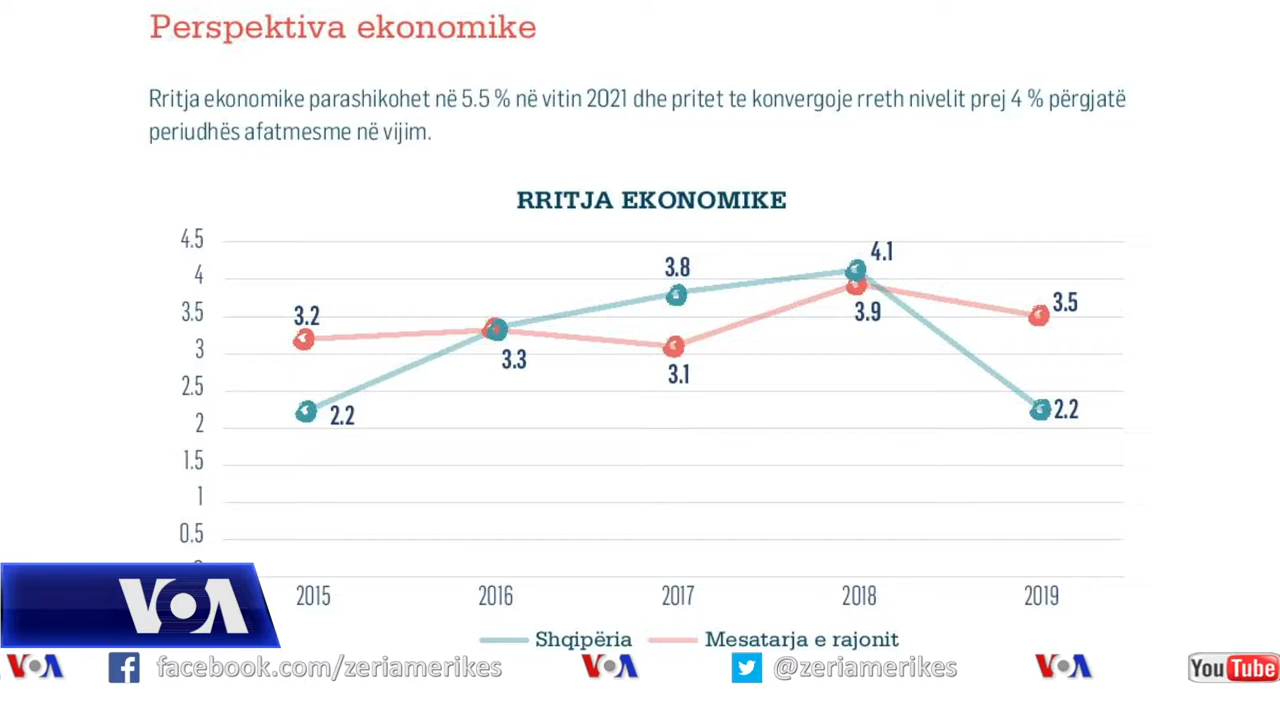 Perspektiva ekonomike
Rritja ekonomike parashikohet në 5.5 % në vitin 2021 dhe pritet te konvergoje rreth nivelit prej 4 % përgjatë
periudhës afatmesme në vijim.
RRITJA EKONOMIKE
4.5
4
3.5
3
2.5
2
1.5
1
0.5
3.2
2.2
3.3
3.8
3.1
4.1
3.9
3.5
2.2
2015 2016 2017 2018 2019
Shqipëria Mesatarja e rajonit
VOA
VOA facebook.com/zeriamerikes VOA @zeriamerikes VOA YouTube